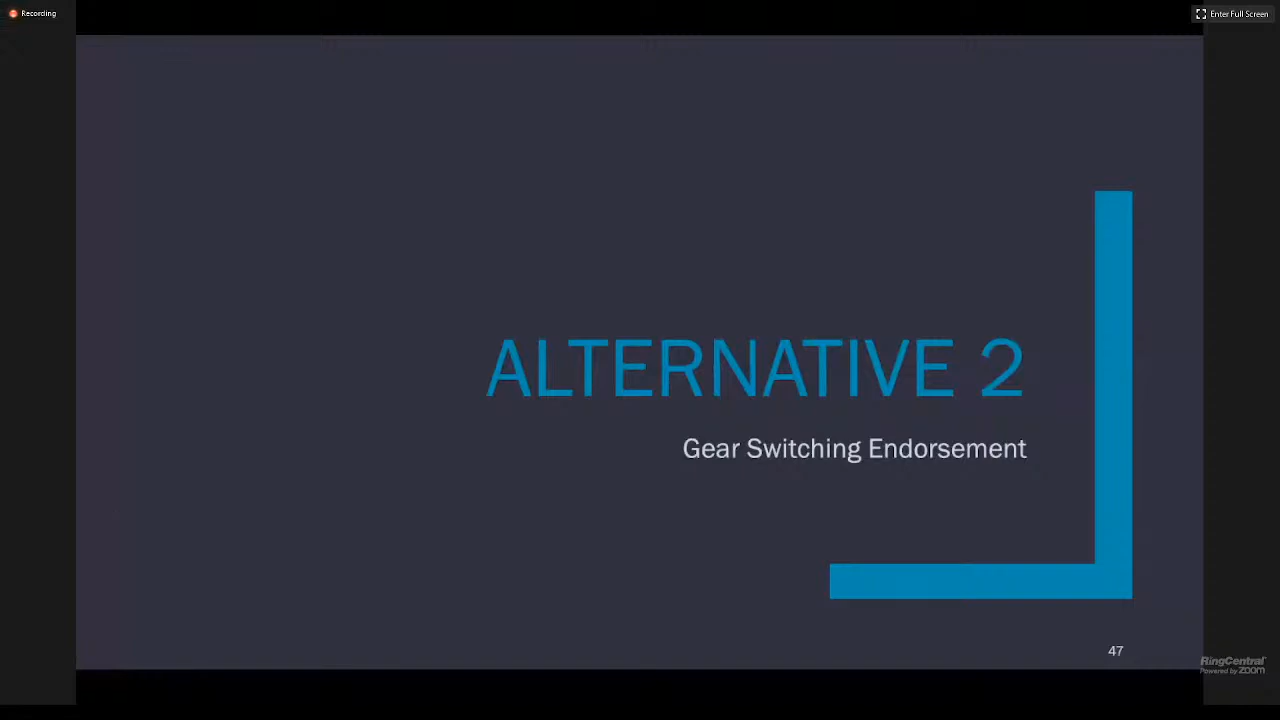 Recording
Enter Full Screen
ALTERNATIVE 2
Gear Switching Endorsement
47
RingCentral
Powered by ZOOM